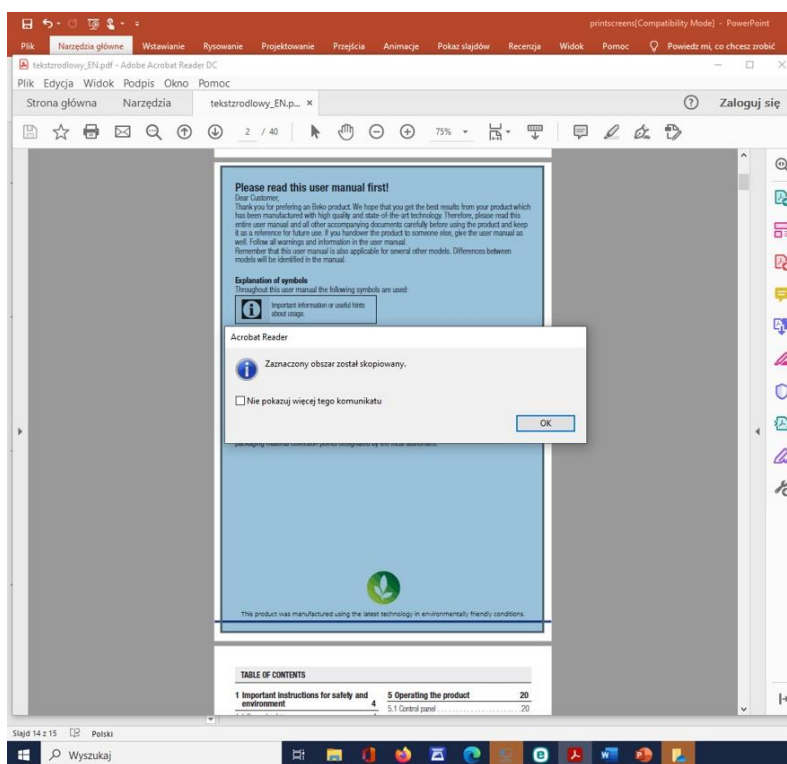 printscreens[Compatibility Mode] - PowerPoint
Plik Narzędzia główne Wstawianie Rysowanie Projektowanie Przejścia Animacje Pokaz slajdów Recenzja Widok Pomoc Powiedz mi, co chcesz zrobić
tekstzrodlowy_EN.pdf - Adobe Acrobat Reader DC
Plik Edycja Widok Podpis Okno Pomoc
Strona główna Narzędzia tekstzrodlowy_EN.p... × Zaloguj się
2 / 40 75%
Please read this user manual first!
Dear Customer,
Thank you for prefering an Beko product. We hope that you get the best results from your product which
has been manufactured with high quality and state-of-the-art technology. Therefore, please read this
entire user manual and all other accompanying documents carefully before using the product and keep
it as a reference for future use. If you handover the product to someone else, give the user manual as
well. Follow all warnings and information in the user manual.
Remember that this user manual is also applicable for several other models. Differences between
models will be identified in the manual.
Explanation of symbols
Throughout this user manual the following symbols are used:
Important information or useful hints
about usage.
Acrobat Reader
Zaznaczony obszar został skopiowany.
Nie pokazuj więcej tego komunikatu
OK
This product was manufactured using the latest technology in environmentally friendly conditions.
TABLE OF CONTENTS
1 Important instructions for safety and
environment 4
5 Operating the product 20
5.1 Control panel . . . . . . . . . . . . . . . . . . . . 20
Slajd 14 z 15 Polski
Wyszukaj